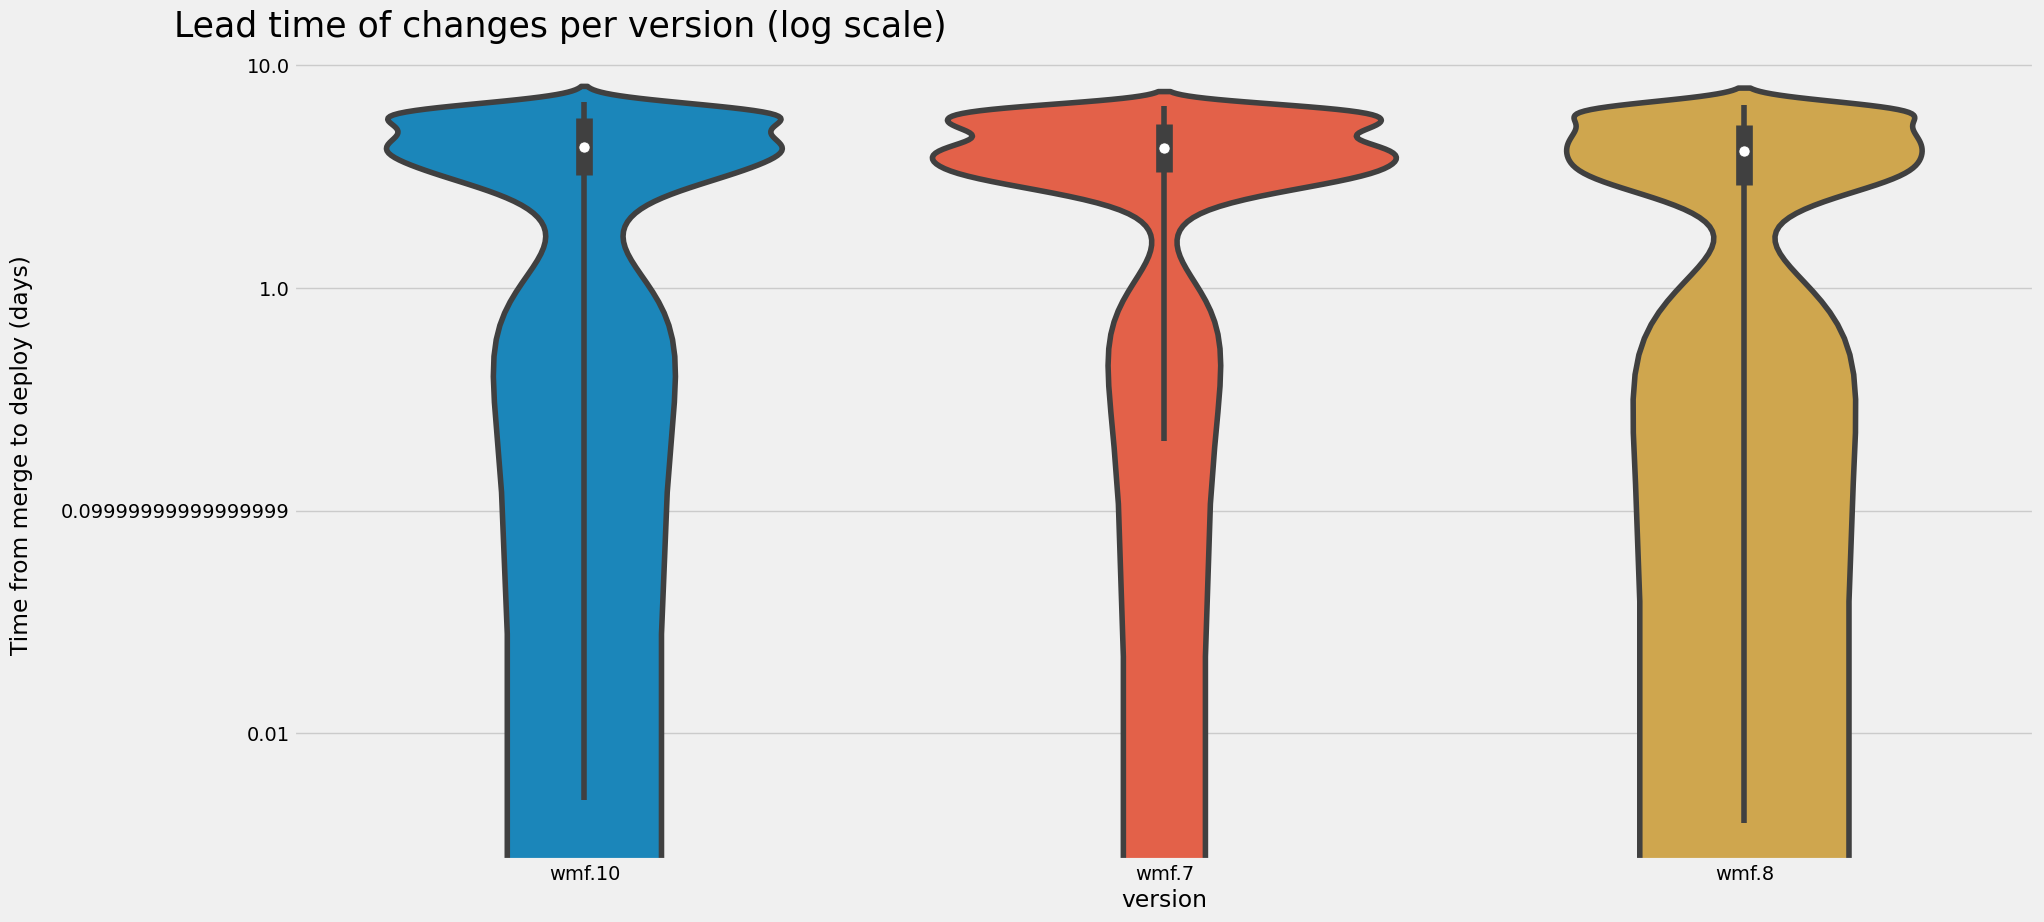 Lead time of changes per version (log scale)
Time from merge to deploy (days)
10.0
1.0
0.09999999999999999
0.01
wmf.10
wmf.7
wmf.8
version